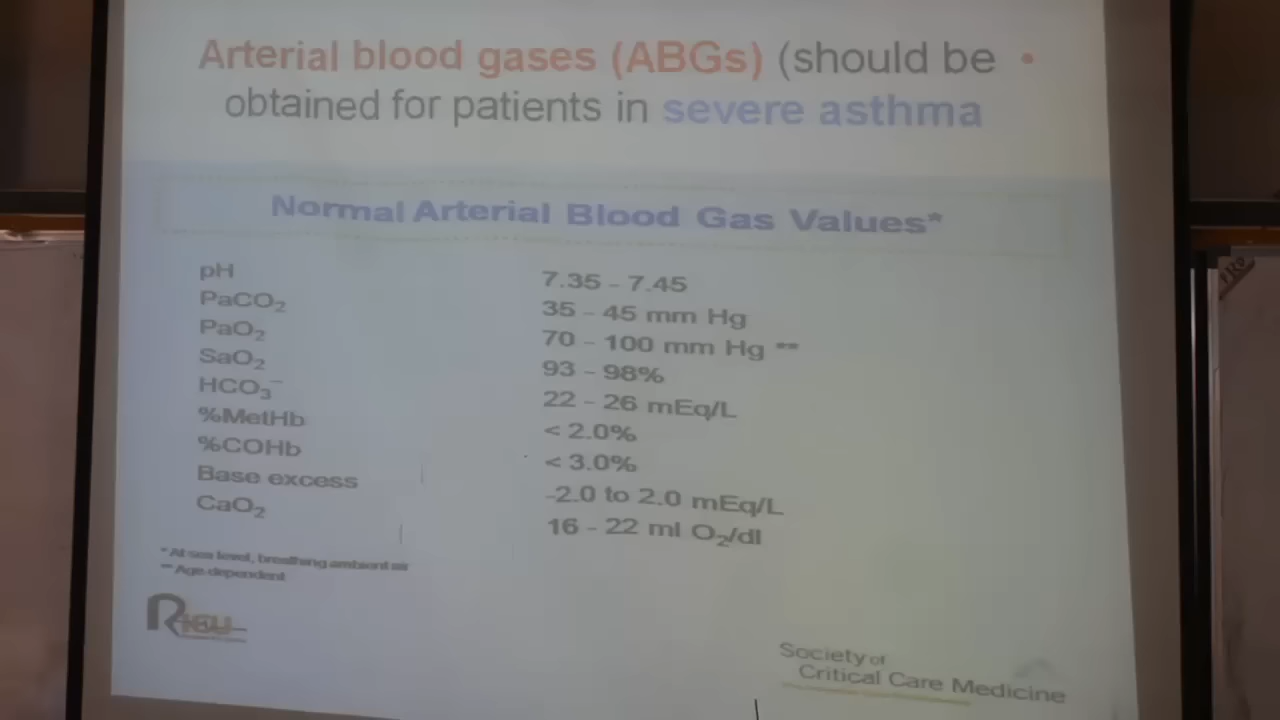 Arterial blood gases (ABGs) (should be •
obtained for patients in severe asthma
Normal Arterial Blood Gas Values*
pH 7.35 - 7.45
PaCO2 35 - 45 mm Hg
PaO2 70 - 100 mm Hg **
SaO2 93 - 98%
HCO3⁻ 22 - 26 mEq/L
%MetHb < 2.0%
%COHb < 3.0%
Base excess -2.0 to 2.0 mEq/L
CaO2 16 - 22 ml O2/dl
* At sea level, breathing ambient air
** Age-dependent
Society of
Critical Care Medicine